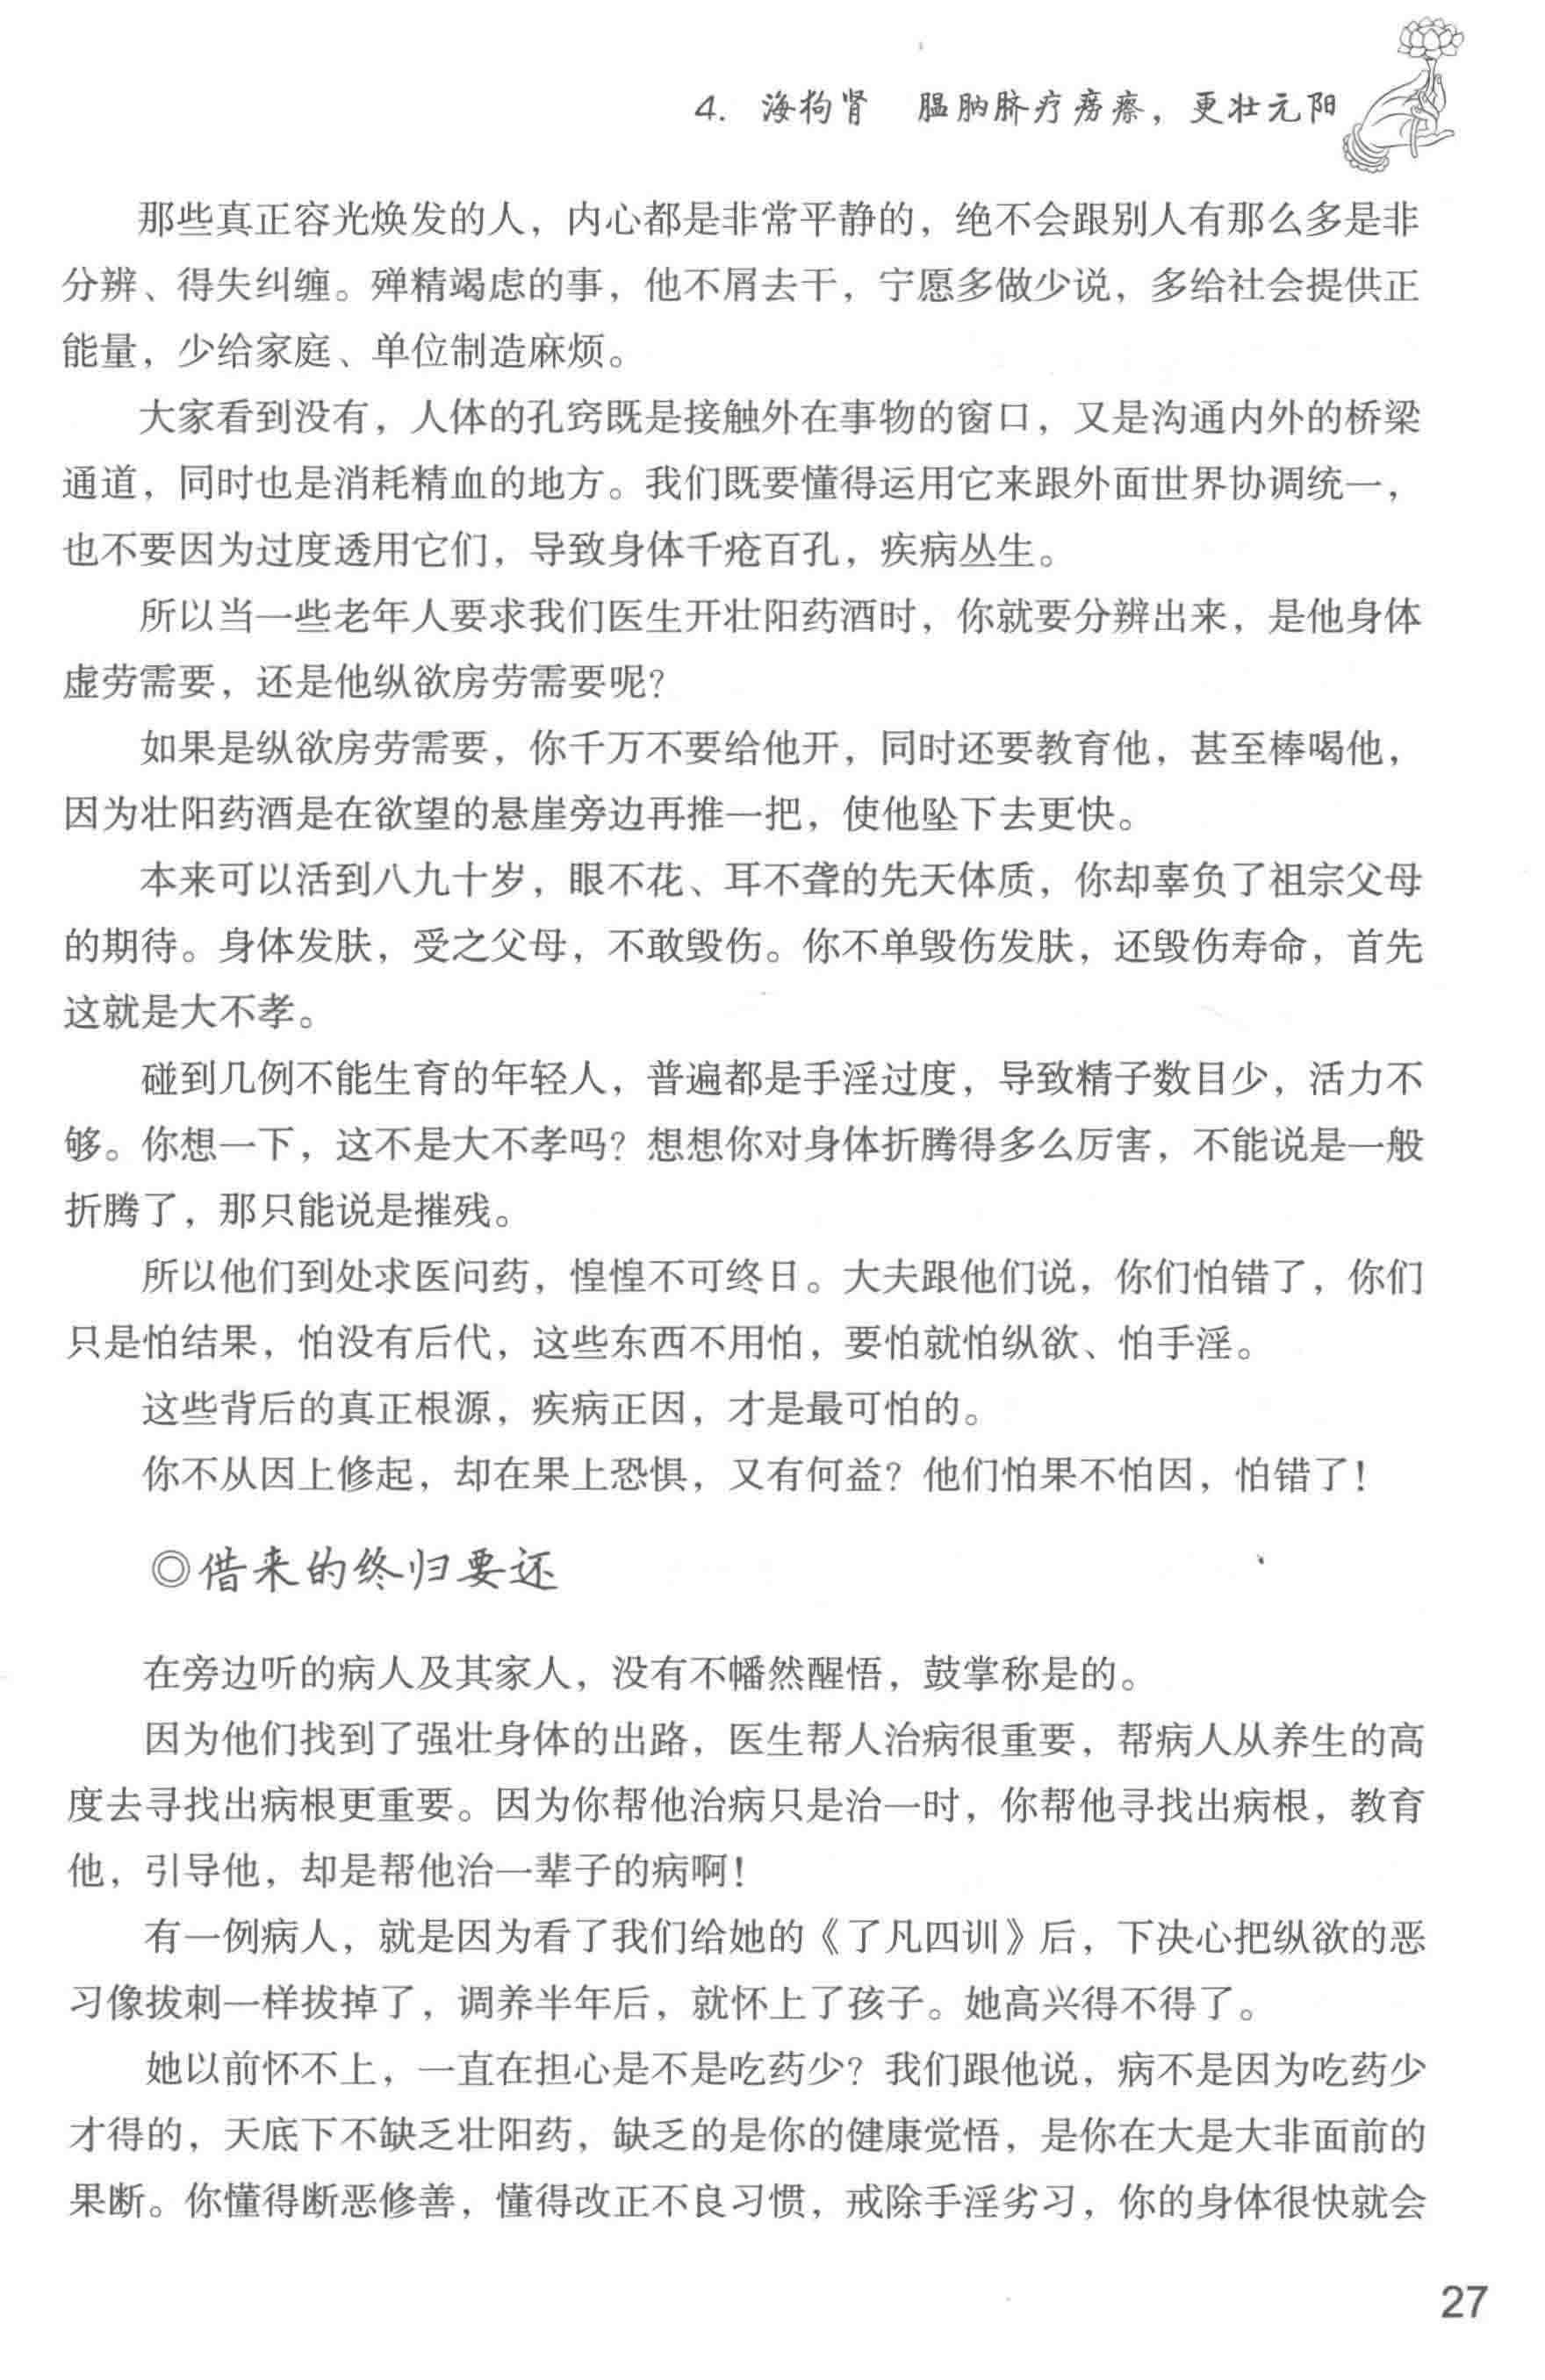 4. 海狗肾 腽肭脐疗痨瘵，更壮元阳
那些真正容光焕发的人，内心都是非常平静的，绝不会跟别人有那么多是非
分辨、得失纠缠。殚精竭虑的事，他不屑去干，宁愿多做少说，多给社会提供正
能量，少给家庭、单位制造麻烦。
大家看到没有，人体的孔窍既是接触外在事物的窗口，又是沟通内外的桥梁
通道，同时也是消耗精血的地方。我们既要懂得运用它来跟外面世界协调统一，
也不要因为过度透用它们，导致身体千疮百孔，疾病丛生。
所以当一些老年人要求我们医生开壮阳药酒时，你就要分辨出来，是他身体
虚劳需要，还是他纵欲房劳需要呢？
如果是纵欲房劳需要，你千万不要给他开，同时还要教育他，甚至棒喝他，
因为壮阳药酒是在欲望的悬崖旁边再推一把，使他坠下去更快。
本来可以活到八九十岁，眼不花、耳不聋的先天体质，你却辜负了祖宗父母
的期待。身体发肤，受之父母，不敢毁伤。你不单毁伤发肤，还毁伤寿命，首先
这就是大不孝。
碰到几例不能生育的年轻人，普遍都是手淫过度，导致精子数目少，活力不
够。你想一下，这不是大不孝吗？想想你对身体折腾得多么厉害，不能说是一般
折腾了，那只能说是摧残。
所以他们到处求医问药，惶惶不可终日。大夫跟他们说，你们怕错了，你们
只是怕结果，怕没有后代，这些东西不用怕，要怕就怕纵欲、怕手淫。
这些背后的真正根源，疾病正因，才是最可怕的。
你不从因上修起，却在果上恐惧，又有何益？他们怕果不怕因，怕错了！
◎借来的终归要还
在旁边听的病人及其家人，没有不幡然醒悟，鼓掌称是的。
因为他们找到了强壮身体的出路，医生帮人治病很重要，帮病人从养生的高
度去寻找出病根更重要。因为你帮他治病只是治一时，你帮他寻找出病根，教育
他，引导他，却是帮他治一辈子的病啊！
有一例病人，就是因为看了我们给她的《了凡四训》后，下决心把纵欲的恶
习像拔刺一样拔掉了，调养半年后，就怀上了孩子。她高兴得不得了。
她以前怀不上，一直在担心是不是吃药少？我们跟他说，病不是因为吃药少
才得的，天底下不缺乏壮阳药，缺乏的是你的健康觉悟，是你在大是大非面前的
果断。你懂得断恶修善，懂得改正不良习惯，戒除手淫劣习，你的身体很快就会
27